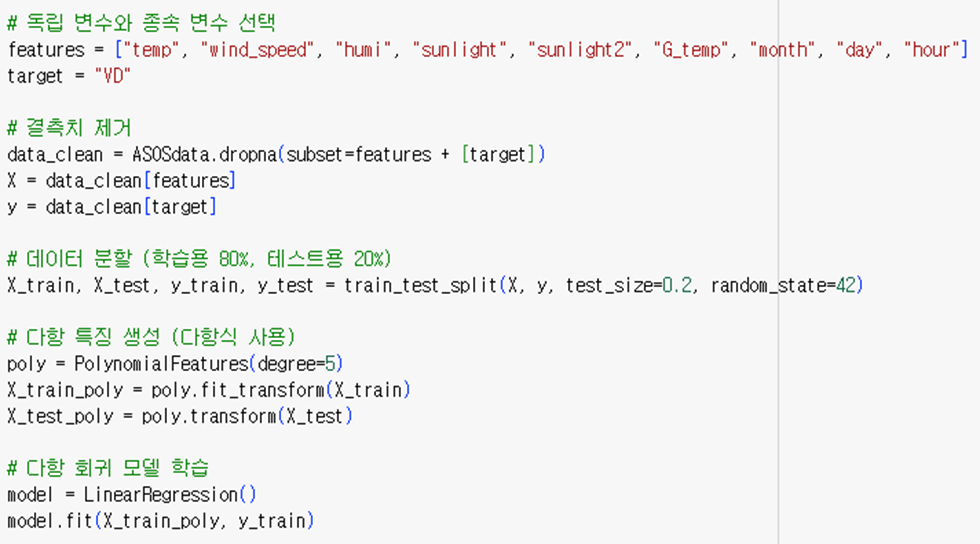 # 독립 변수와 종속 변수 선택
features = ["temp", "wind_speed", "humi", "sunlight", "sunlight2", "G_temp", "month", "day", "hour"]
target = "VD"
# 결측치 제거
data_clean = ASOSdata.dropna(subset=features + [target])
X = data_clean[features]
y = data_clean[target]
# 데이터 분할 (학습용 80%, 테스트용 20%)
X_train, X_test, y_train, y_test = train_test_split(X, y, test_size=0.2, random_state=42)
# 다항 특징 생성 (다항식 사용)
poly = PolynomialFeatures(degree=5)
X_train_poly = poly.fit_transform(X_train)
X_test_poly = poly.transform(X_test)
# 다항 회귀 모델 학습
model = LinearRegression()
model.fit(X_train_poly, y_train)